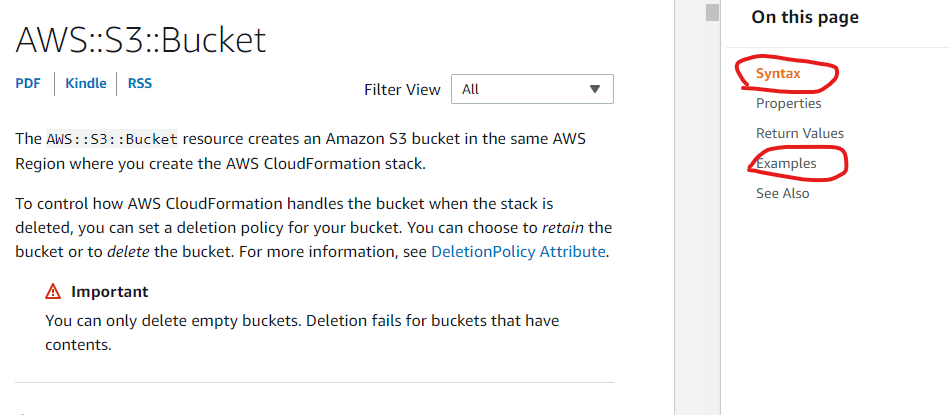 AWS::S3::Bucket
PDF | Kindle | RSS
Filter View All
The AWS::S3::Bucket resource creates an Amazon S3 bucket in the same AWS
Region where you create the AWS CloudFormation stack.
To control how AWS CloudFormation handles the bucket when the stack is
deleted, you can set a deletion policy for your bucket. You can choose to retain the
bucket or to delete the bucket. For more information, see DeletionPolicy Attribute.
Important
You can only delete empty buckets. Deletion fails for buckets that have
contents.
On this page
Syntax
Properties
Return Values
Examples
See Also